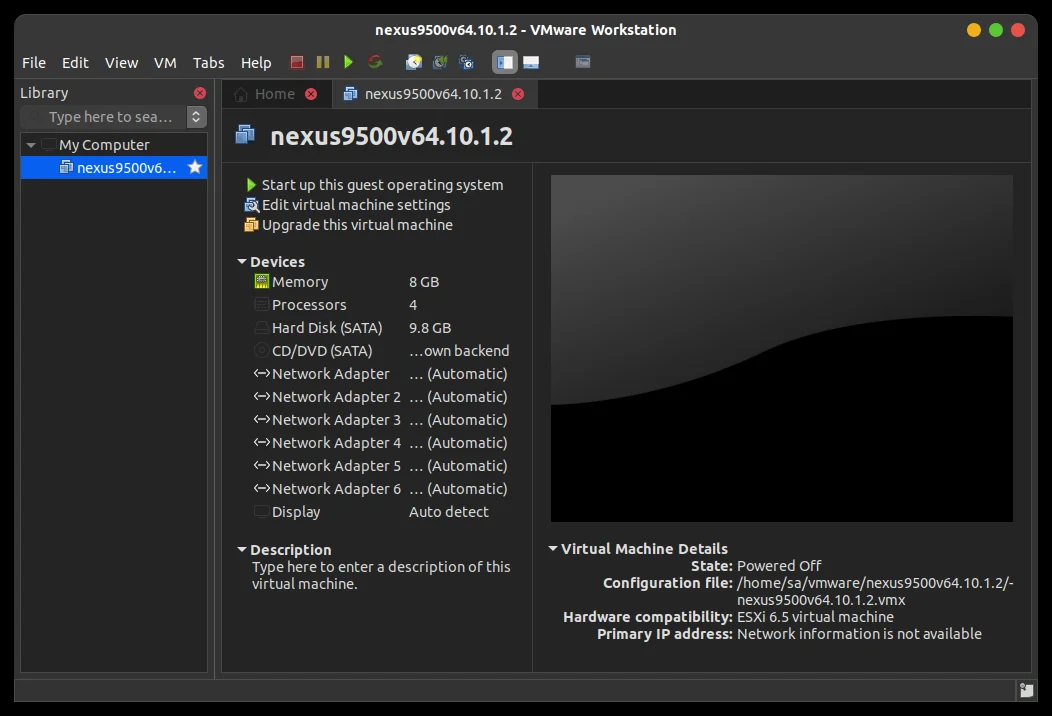 nexus9500v64.10.1.2 - VMware Workstation
File Edit View VM Tabs Help
Library
Type here to sea…
My Computer
nexus9500v6…
Home
nexus9500v64.10.1.2
nexus9500v64.10.1.2
Start up this guest operating system
Edit virtual machine settings
Upgrade this virtual machine
Devices
Memory 8 GB
Processors 4
Hard Disk (SATA) 9.8 GB
CD/DVD (SATA) …own backend
Network Adapter … (Automatic)
Network Adapter 2 … (Automatic)
Network Adapter 3 … (Automatic)
Network Adapter 4 … (Automatic)
Network Adapter 5 … (Automatic)
Network Adapter 6 … (Automatic)
Display Auto detect
Description
Type here to enter a description of this
virtual machine.
Virtual Machine Details
State: Powered Off
Configuration file: /home/sa/vmware/nexus9500v64.10.1.2/-
nexus9500v64.10.1.2.vmx
Hardware compatibility: ESXi 6.5 virtual machine
Primary IP address: Network information is not available